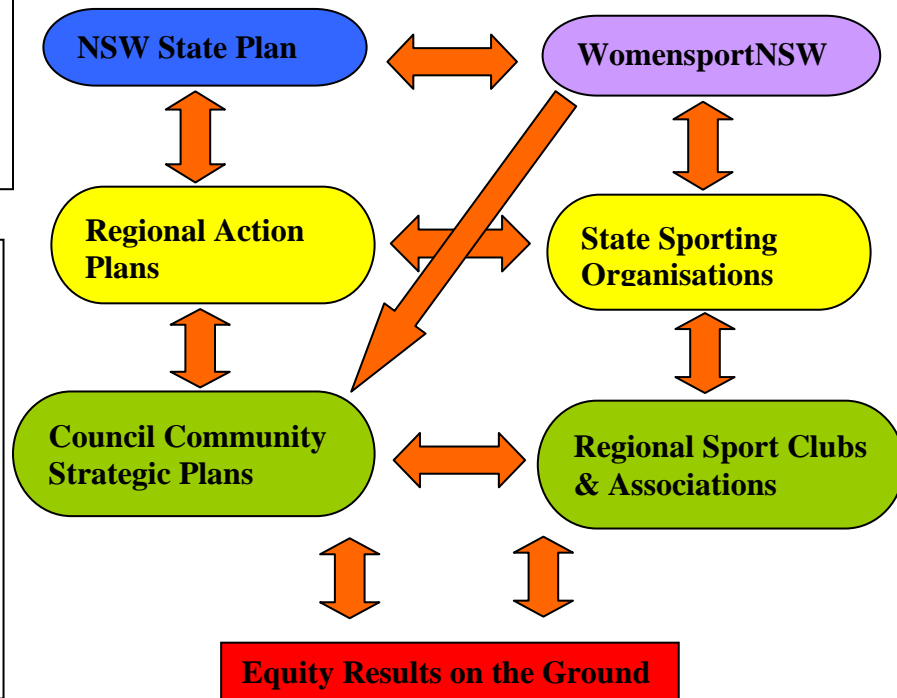 NSW State Plan
WomensportNSW
Regional Action
Plans
State Sporting
Organisations
Council Community
Strategic Plans
Regional Sport Clubs
& Associations
Equity Results on the Ground